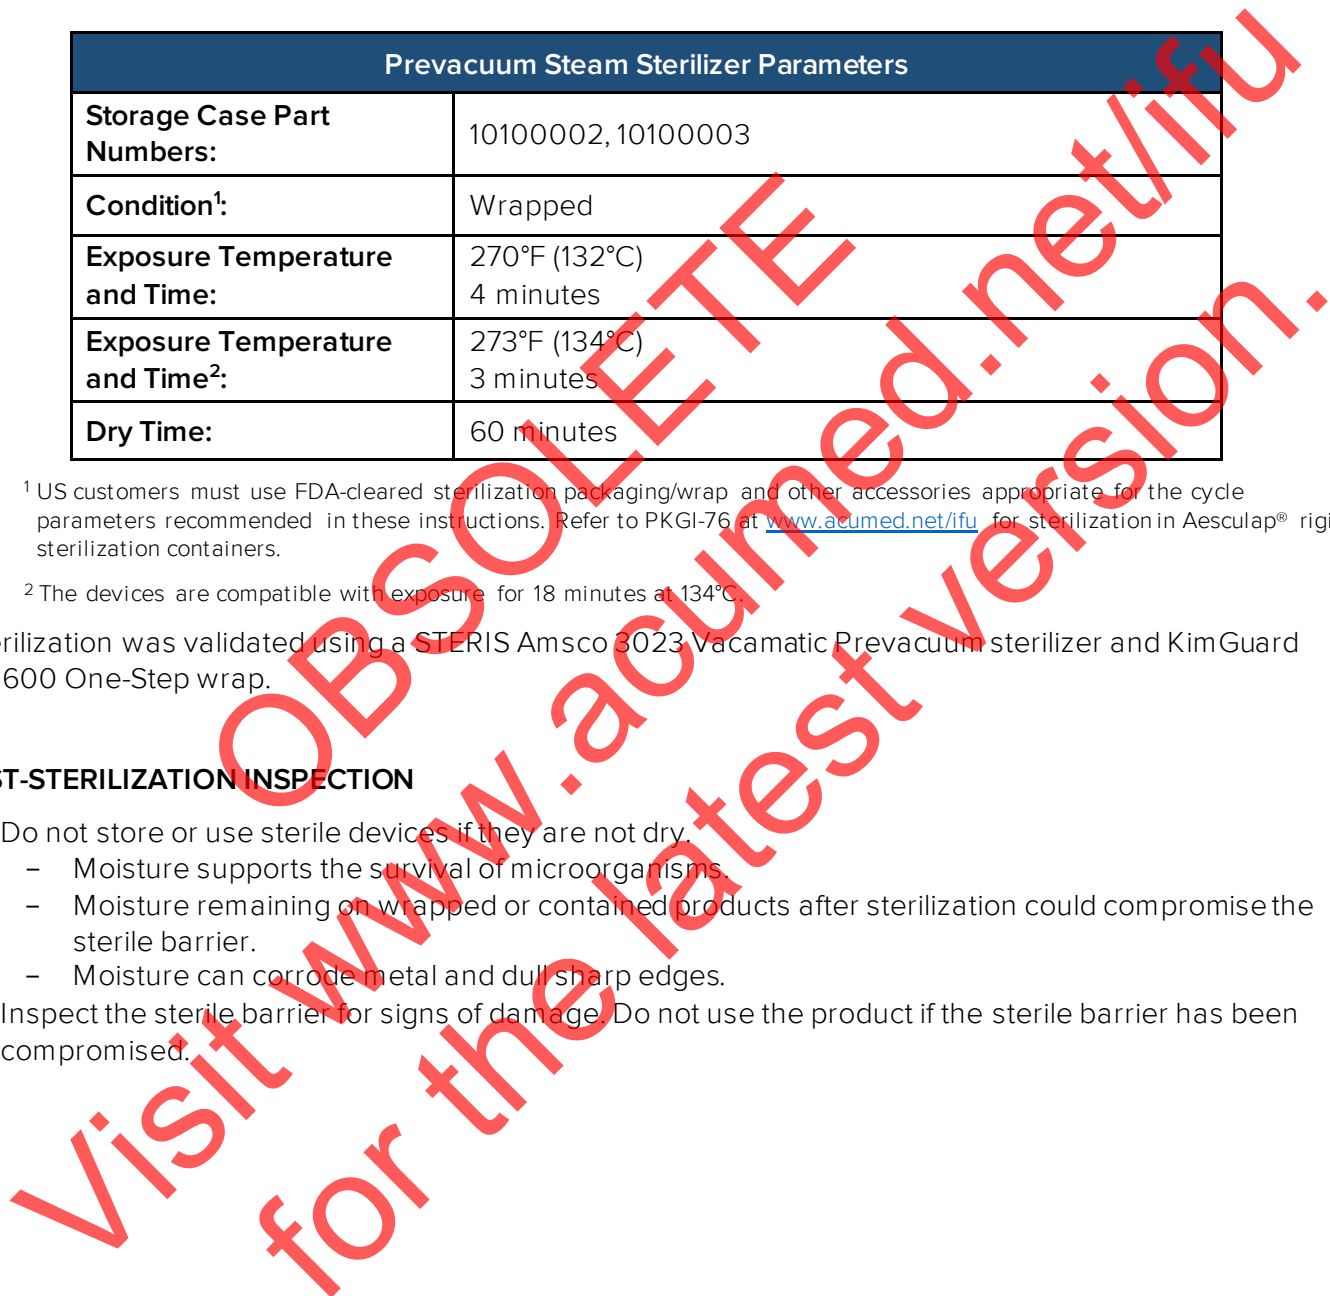 Prevacuum Steam Sterilizer Parameters
Storage Case Part
Numbers:
10100002, 10100003
Condition¹:
Wrapped
Exposure Temperature
and Time:
270°F (132°C)
4 minutes
Exposure Temperature
and Time²:
273°F (134°C)
3 minutes
Dry Time:
60 minutes
¹ US customers must use FDA-cleared sterilization packaging/wrap and other accessories appropriate for the cycle
parameters recommended in these instructions. Refer to PKGI-76 at www.acumed.net/ifu for sterilization in Aesculap® rigi
sterilization containers.
² The devices are compatible with exposure for 18 minutes at 134°C.
rilization was validated using a STERIS Amsco 3023 Vacamatic Prevacuum sterilizer and KimGuard
600 One-Step wrap.
ST-STERILIZATION INSPECTION
Do not store or use sterile devices if they are not dry.
– Moisture supports the survival of microorganisms.
– Moisture remaining on wrapped or contained products after sterilization could compromise the
sterile barrier.
– Moisture can corrode metal and dull sharp edges.
Inspect the sterile barrier for signs of damage. Do not use the product if the sterile barrier has been
compromised.
OBSOLETE
Visit www.acumed.net/ifu
for the latest version.